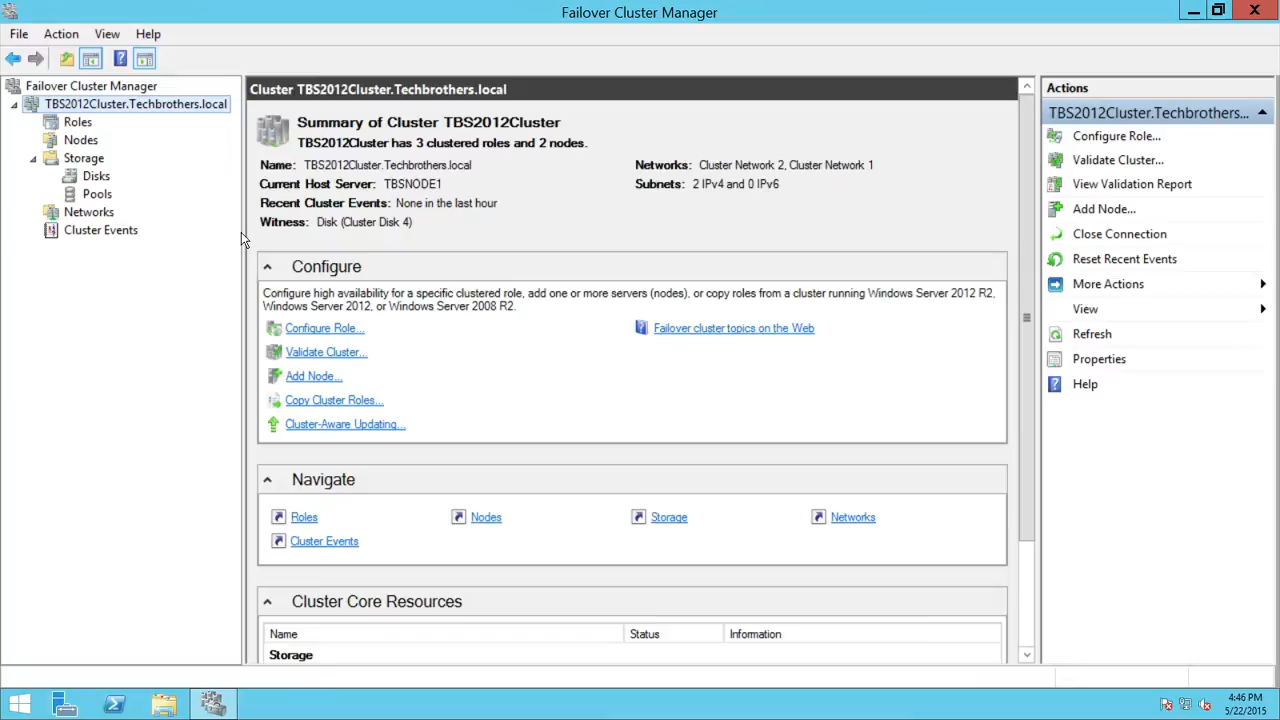 Failover Cluster Manager
File Action View Help
Failover Cluster Manager
TBS2012Cluster.Techbrothers.local
Roles
Nodes
Storage
Disks
Pools
Networks
Cluster Events
Cluster TBS2012Cluster.Techbrothers.local
Summary of Cluster TBS2012Cluster
TBS2012Cluster has 3 clustered roles and 2 nodes.
Name: TBS2012Cluster.Techbrothers.local
Networks: Cluster Network 2, Cluster Network 1
Current Host Server: TBSNODE1
Subnets: 2 IPv4 and 0 IPv6
Recent Cluster Events: None in the last hour
Witness: Disk (Cluster Disk 4)
Configure
Configure high availability for a specific clustered role, add one or more servers (nodes), or copy roles from a cluster running Windows Server 2012 R2,
Windows Server 2012, or Windows Server 2008 R2.
Configure Role...
Failover cluster topics on the Web
Validate Cluster...
Add Node...
Copy Cluster Roles...
Cluster-Aware Updating...
Navigate
Roles Nodes Storage Networks
Cluster Events
Cluster Core Resources
Name Status Information
Storage
Actions
TBS2012Cluster.Techbrothers...
Configure Role...
Validate Cluster...
View Validation Report
Add Node...
Close Connection
Reset Recent Events
More Actions
View
Refresh
Properties
Help
4:46 PM
5/22/2015